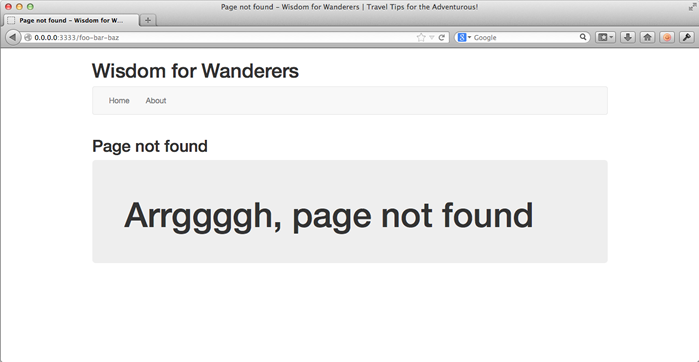 Page not found – Wisdom for Wanderers | Travel Tips for the Adventurous!
Page not found – Wisdom for W...
0.0.0.0:3333/foo-bar-baz
Google
Wisdom for Wanderers
Home About
Page not found
Arrggggh, page not found